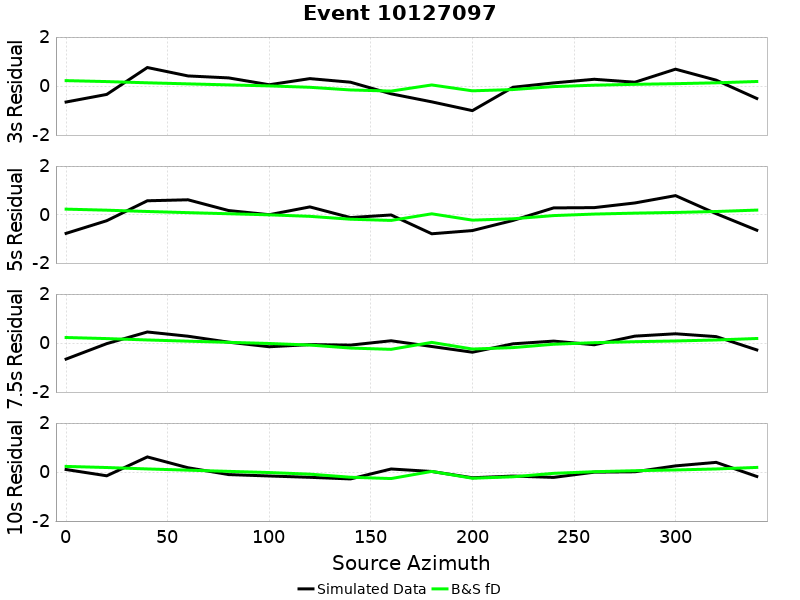 Event 10127097
3s Residual
2
0
-2
5s Residual
2
0
-2
7.5s Residual
2
0
-2
10s Residual
2
0
-2
0 50 100 150 200 250 300
Source Azimuth
Simulated Data B&S fD